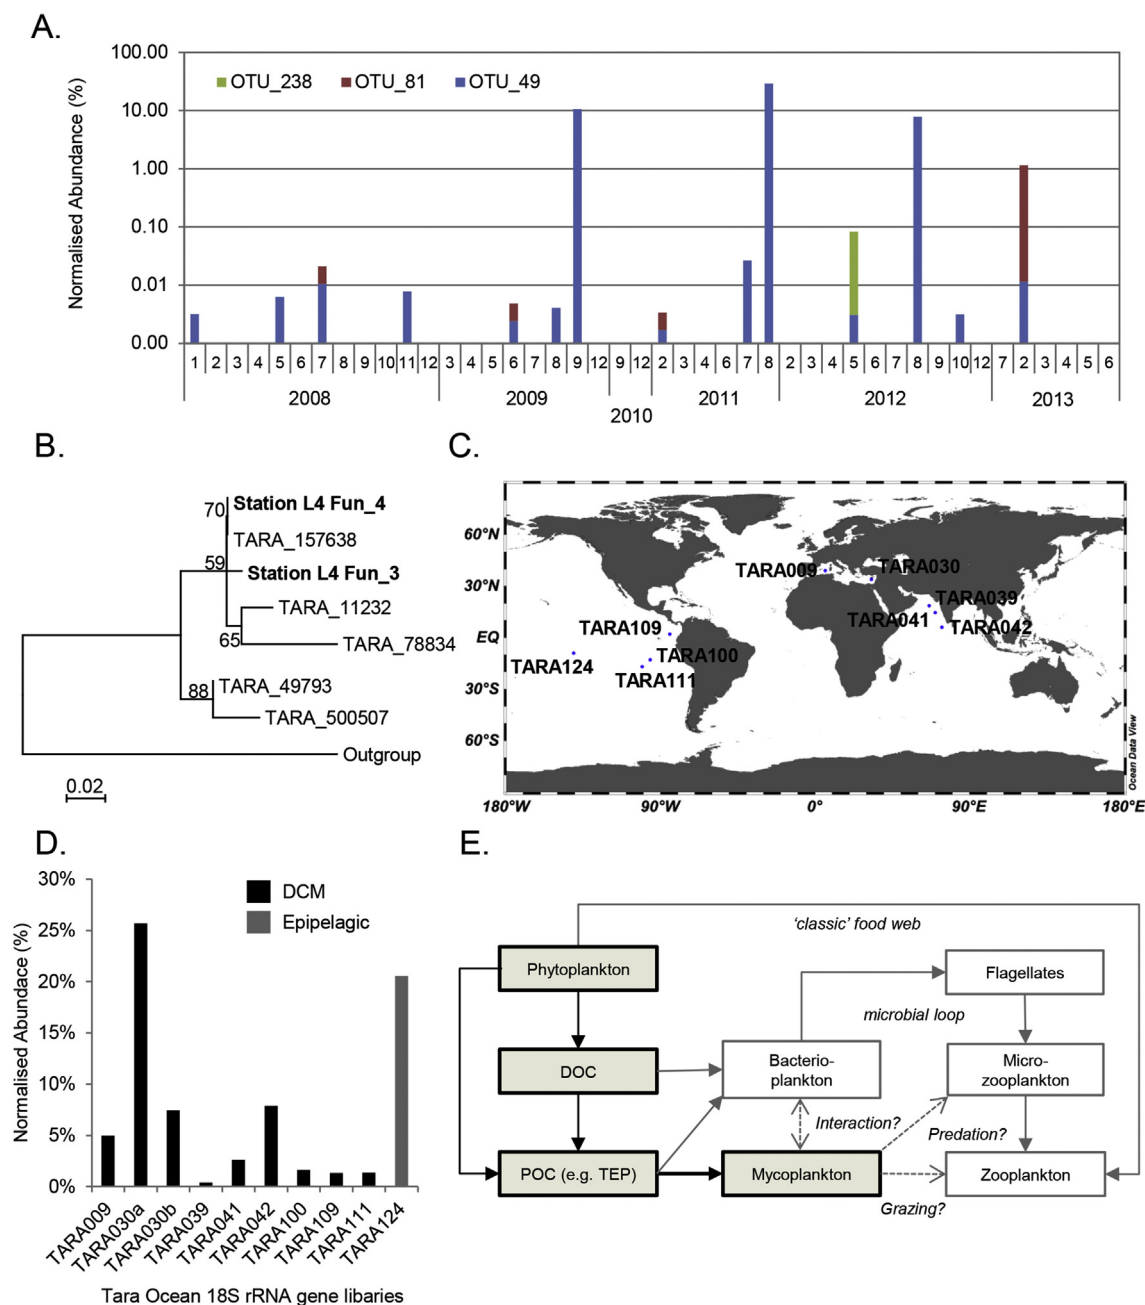 A.
100.00
10.00
1.00
0.10
0.01
0.00
Normalised Abundance (%)
OTU_238 OTU_81 OTU_49
1 2 3 4 5 6 7 8 9 10 11 12 3 4 5 6 7 8 9 12 9 12 2 3 4 6 7 8 2 3 4 5 6 8 9 10 12 7 2 3 4 5 6
2008 2009 2010 2011 2012 2013
B.
70 Station L4 Fun_4
TARA_157638
59 Station L4 Fun_3
TARA_11232
65 TARA_78834
88 TARA_49793
TARA_500507
Outgroup
0.02
C.
60°N
30°N
EQ
30°S
60°S
180°W 90°W 0° 90°E 180°E
TARA009 TARA030
TARA039
TARA041
TARA042
TARA109
TARA100
TARA124
TARA111
Ocean Data View
D.
30%
25%
20%
15%
10%
5%
0%
Normalised Abundace (%)
DCM
Epipelagic
TARA009
TARA030a
TARA030b
TARA039
TARA041
TARA042
TARA100
TARA109
TARA111
TARA124
Tara Ocean 18S rRNA gene libaries
E.
'classic' food web
Phytoplankton
Flagellates
microbial loop
DOC
Bacterio-
plankton
Micro-
zooplankton
Interaction?
Predation?
POC (e.g. TEP)
Mycoplankton
Zooplankton
Grazing?